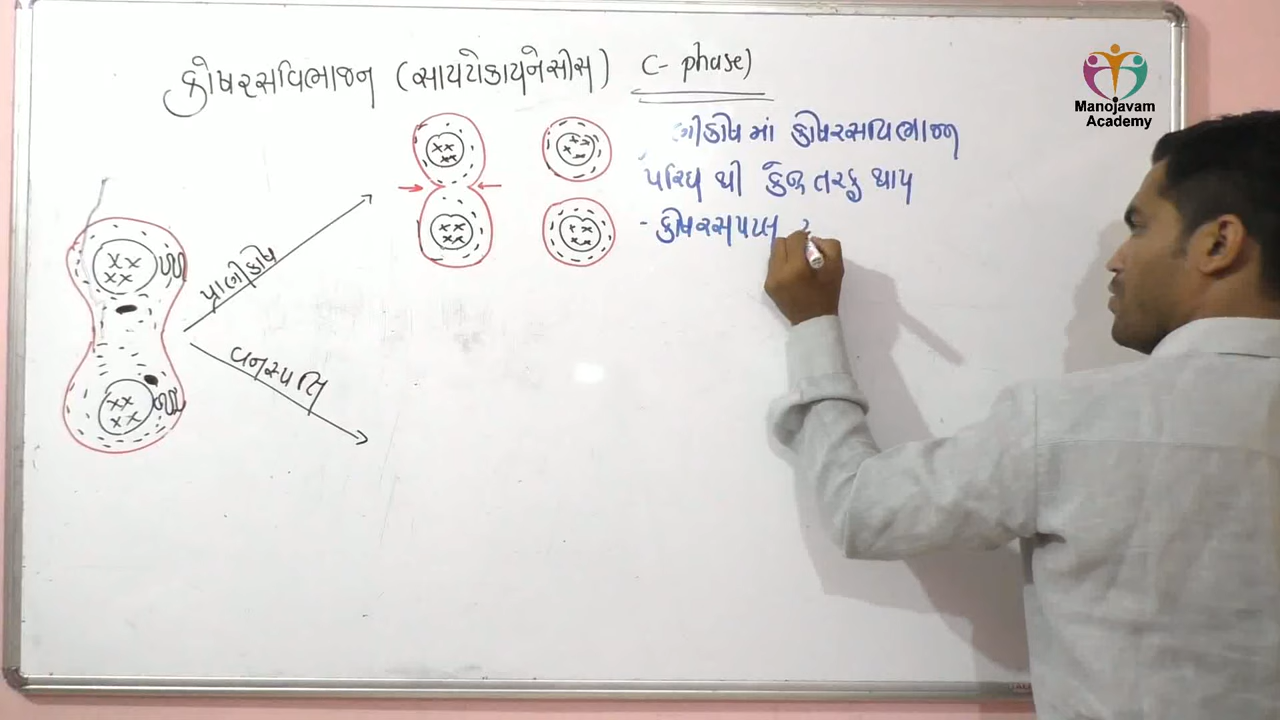 કોષરસવિભાજન (સાયટોકાયનેસીસ) C- phase)
Manojavam
Academy
ણીકોષ માં કોષરસવિભાજન
પરિઘ થી કેન્દ્ર તરફ થાય
- કોષરસપટલ
પ્રાણીકોષ
વનસ્પતિ